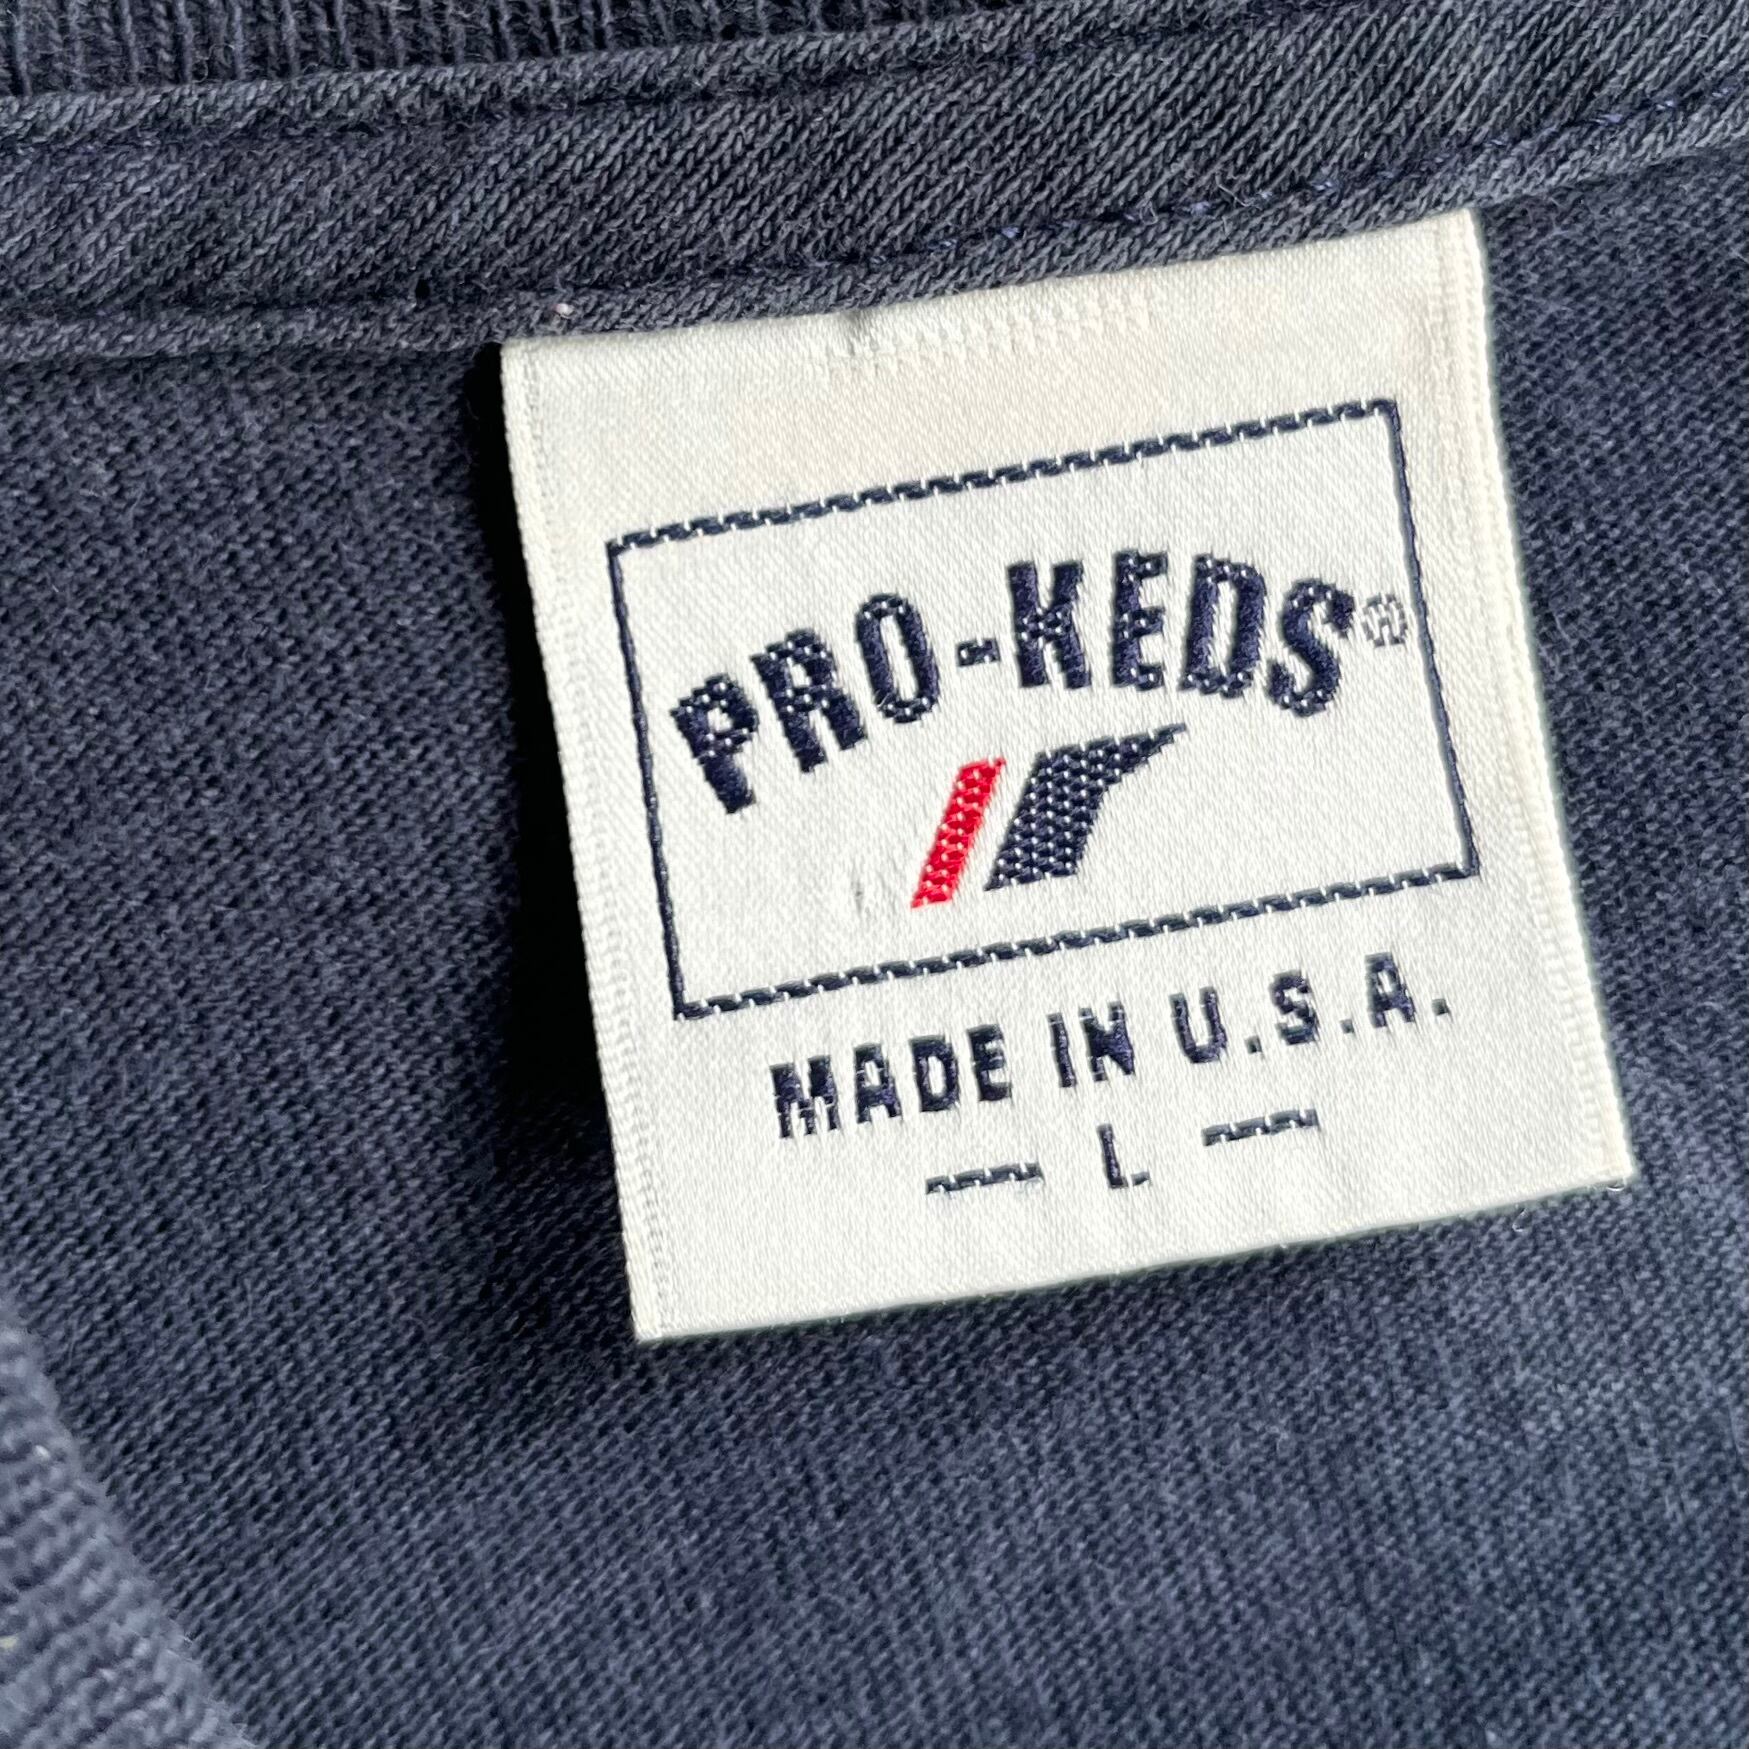 PRO-KEDS®
MADE IN U.S.A.
— L —